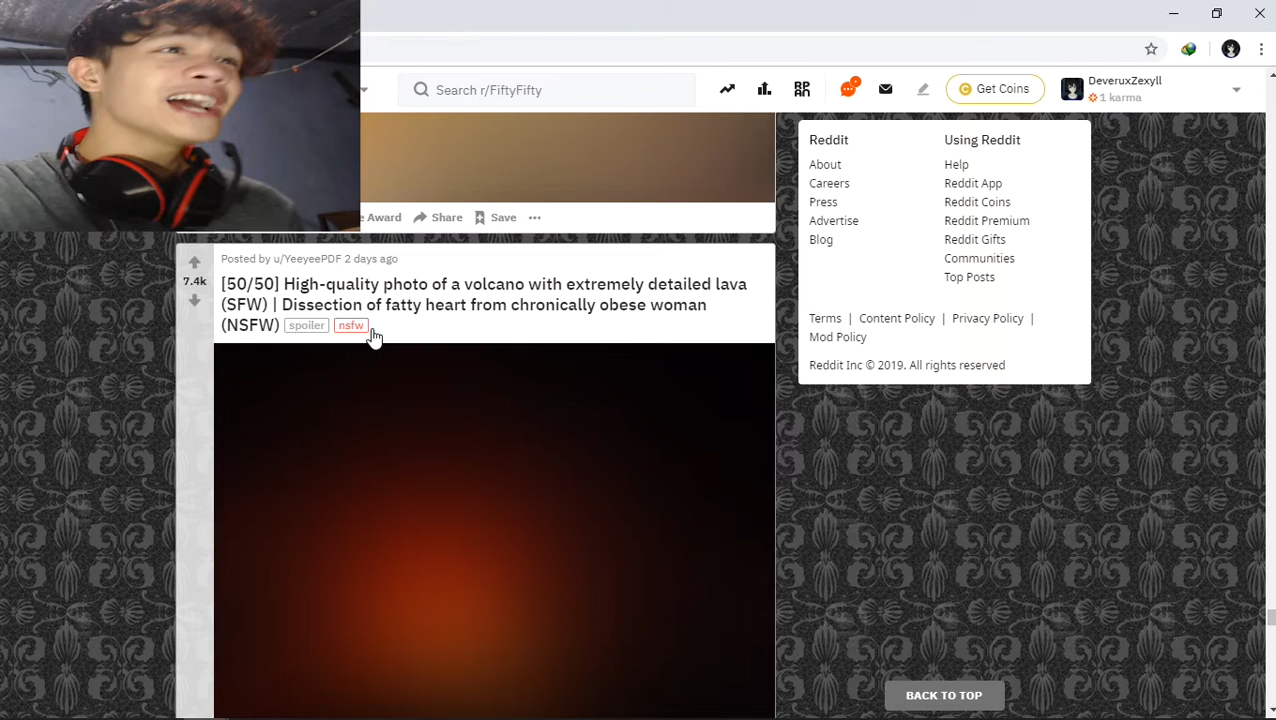 Search r/FiftyFifty
Get Coins
DeveruxZexyll
1 karma
e Award Share Save
Reddit Using Reddit
About Help
Careers Reddit App
Press Reddit Coins
Advertise Reddit Premium
Blog Reddit Gifts
Communities
Top Posts
Terms | Content Policy | Privacy Policy |
Mod Policy
Reddit Inc © 2019. All rights reserved
Posted by u/YeeyeePDF 2 days ago
7.4k
[50/50] High-quality photo of a volcano with extremely detailed lava
(SFW) | Dissection of fatty heart from chronically obese woman
(NSFW) spoiler nsfw
BACK TO TOP